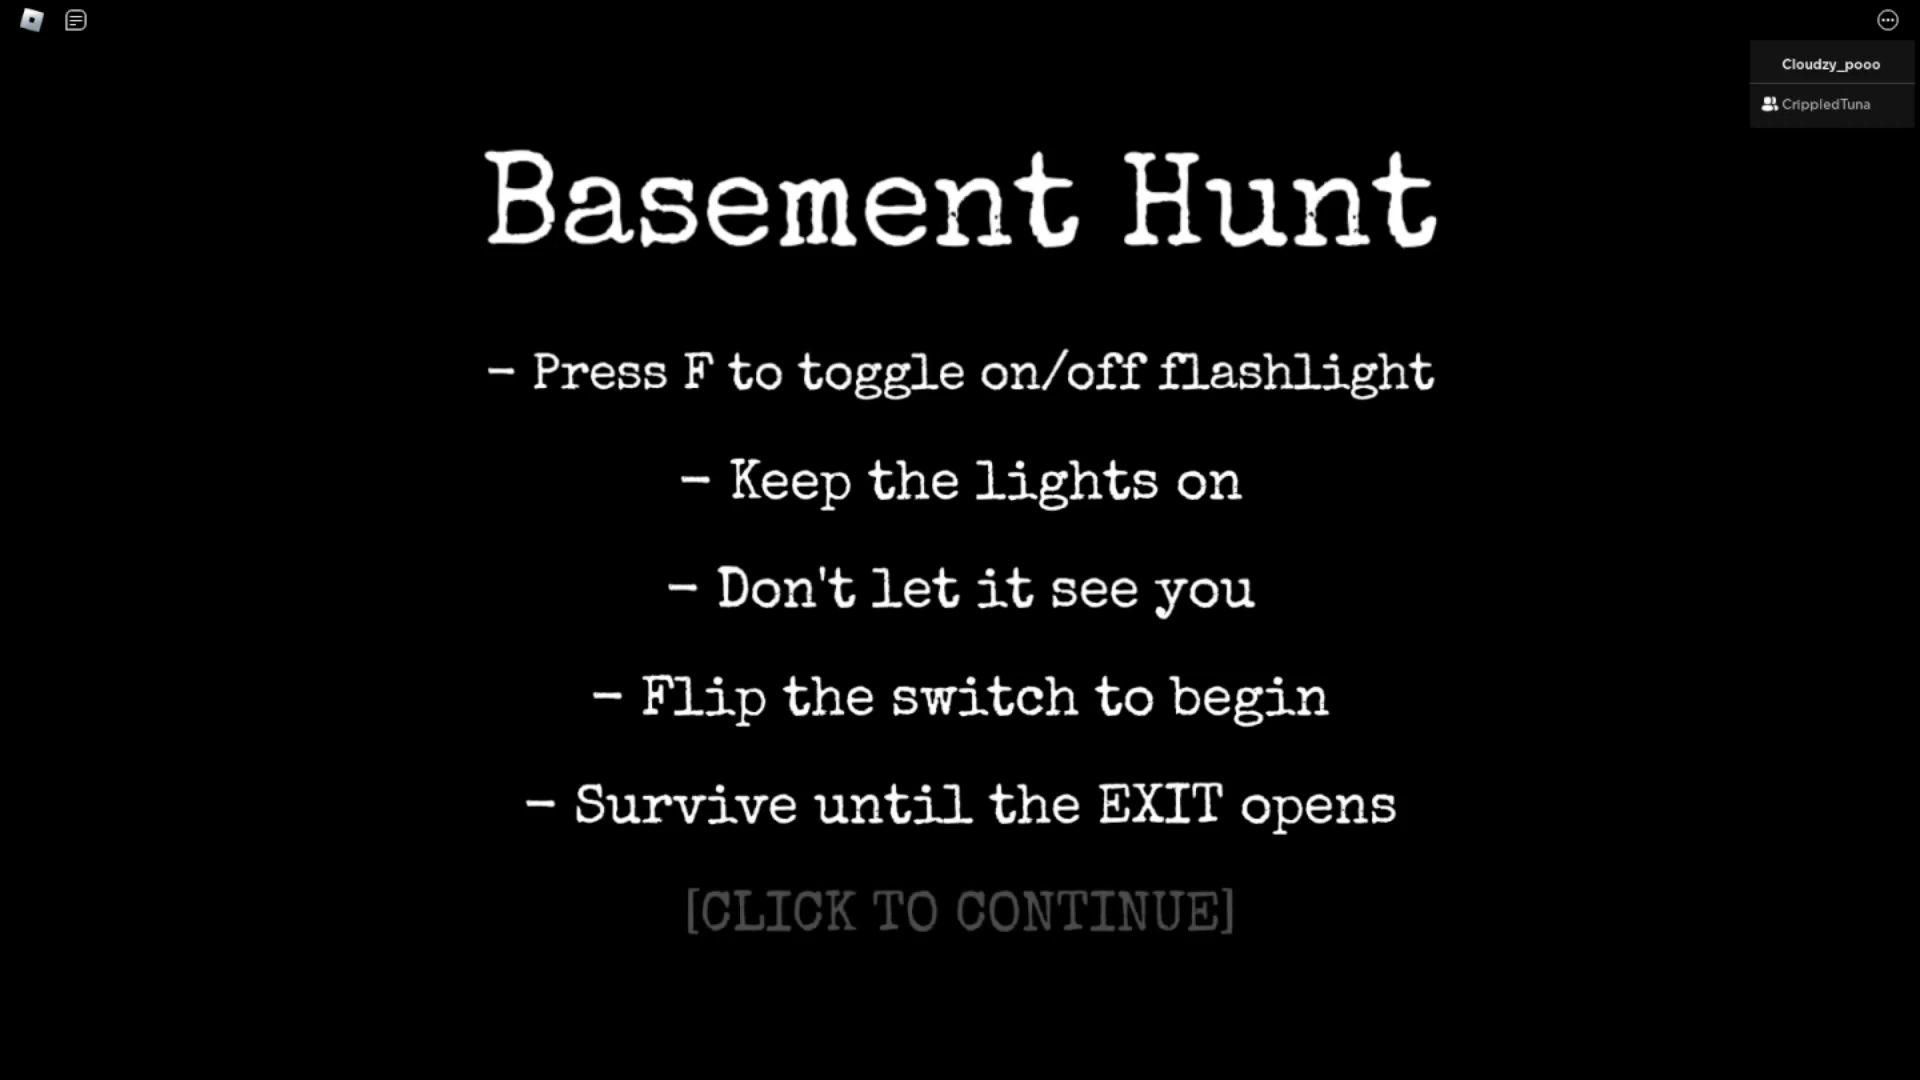 Cloudzy_pooo
CrippledTuna
Basement Hunt
- Press F to toggle on/off flashlight
- Keep the lights on
- Don't let it see you
- Flip the switch to begin
- Survive until the EXIT opens
[CLICK TO CONTINUE]